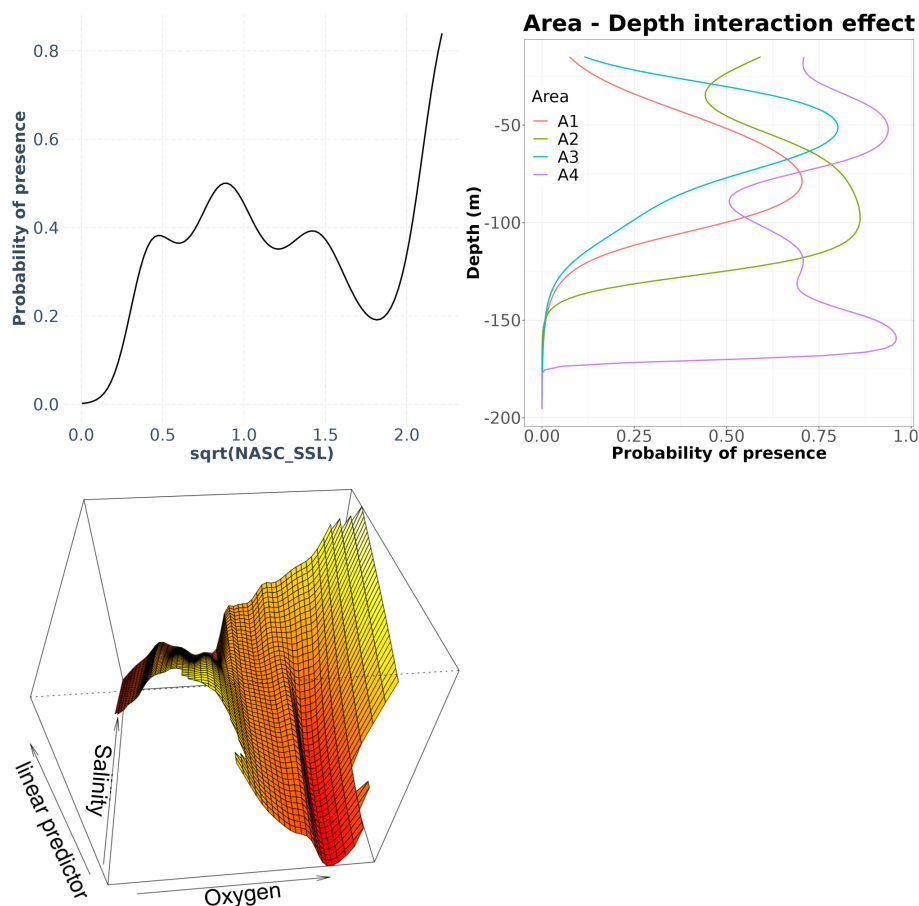 Probability of presence
0.8
0.6
0.4
0.2
0.0
0.0 0.5 1.0 1.5 2.0
sqrt(NASC_SSL)
Area - Depth interaction effect
Depth (m)
-50
-100
-150
-200
Area
A1
A2
A3
A4
0.00 0.25 0.50 0.75 1.0
Probability of presence
linear predictor
Salinity
Oxygen